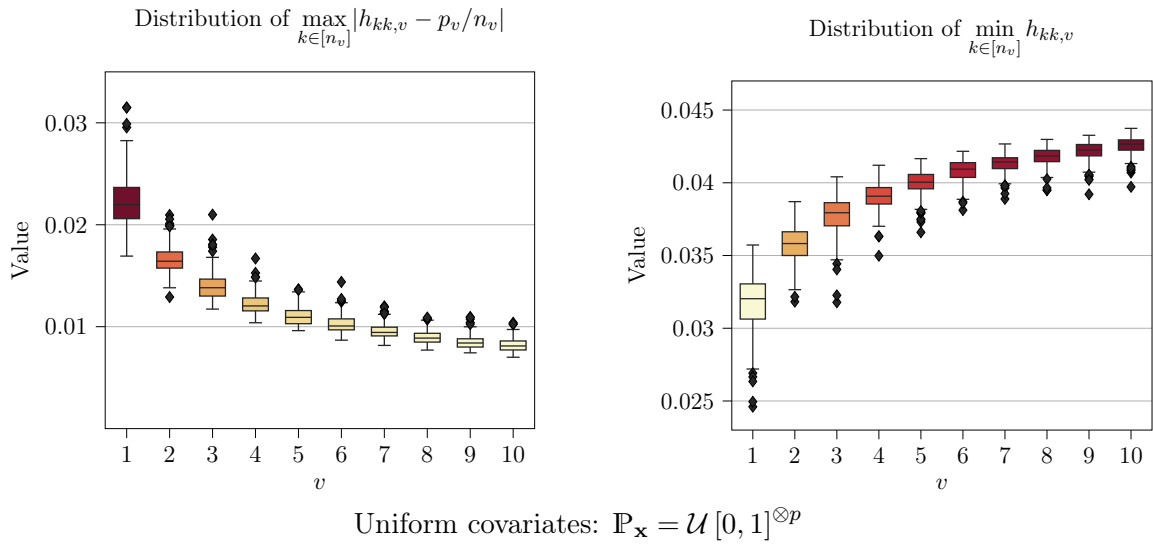 Distribution of max |h_{kk,v} − p_v/n_v|
k∈[n_v]
Value
0.03
0.02
0.01
1 2 3 4 5 6 7 8 9 10
v
Distribution of min h_{kk,v}
k∈[n_v]
Value
0.045
0.04
0.035
0.03
0.025
1 2 3 4 5 6 7 8 9 10
v
Uniform covariates: ℙ_𝐱 = 𝒰 [0, 1]^{⊗p}